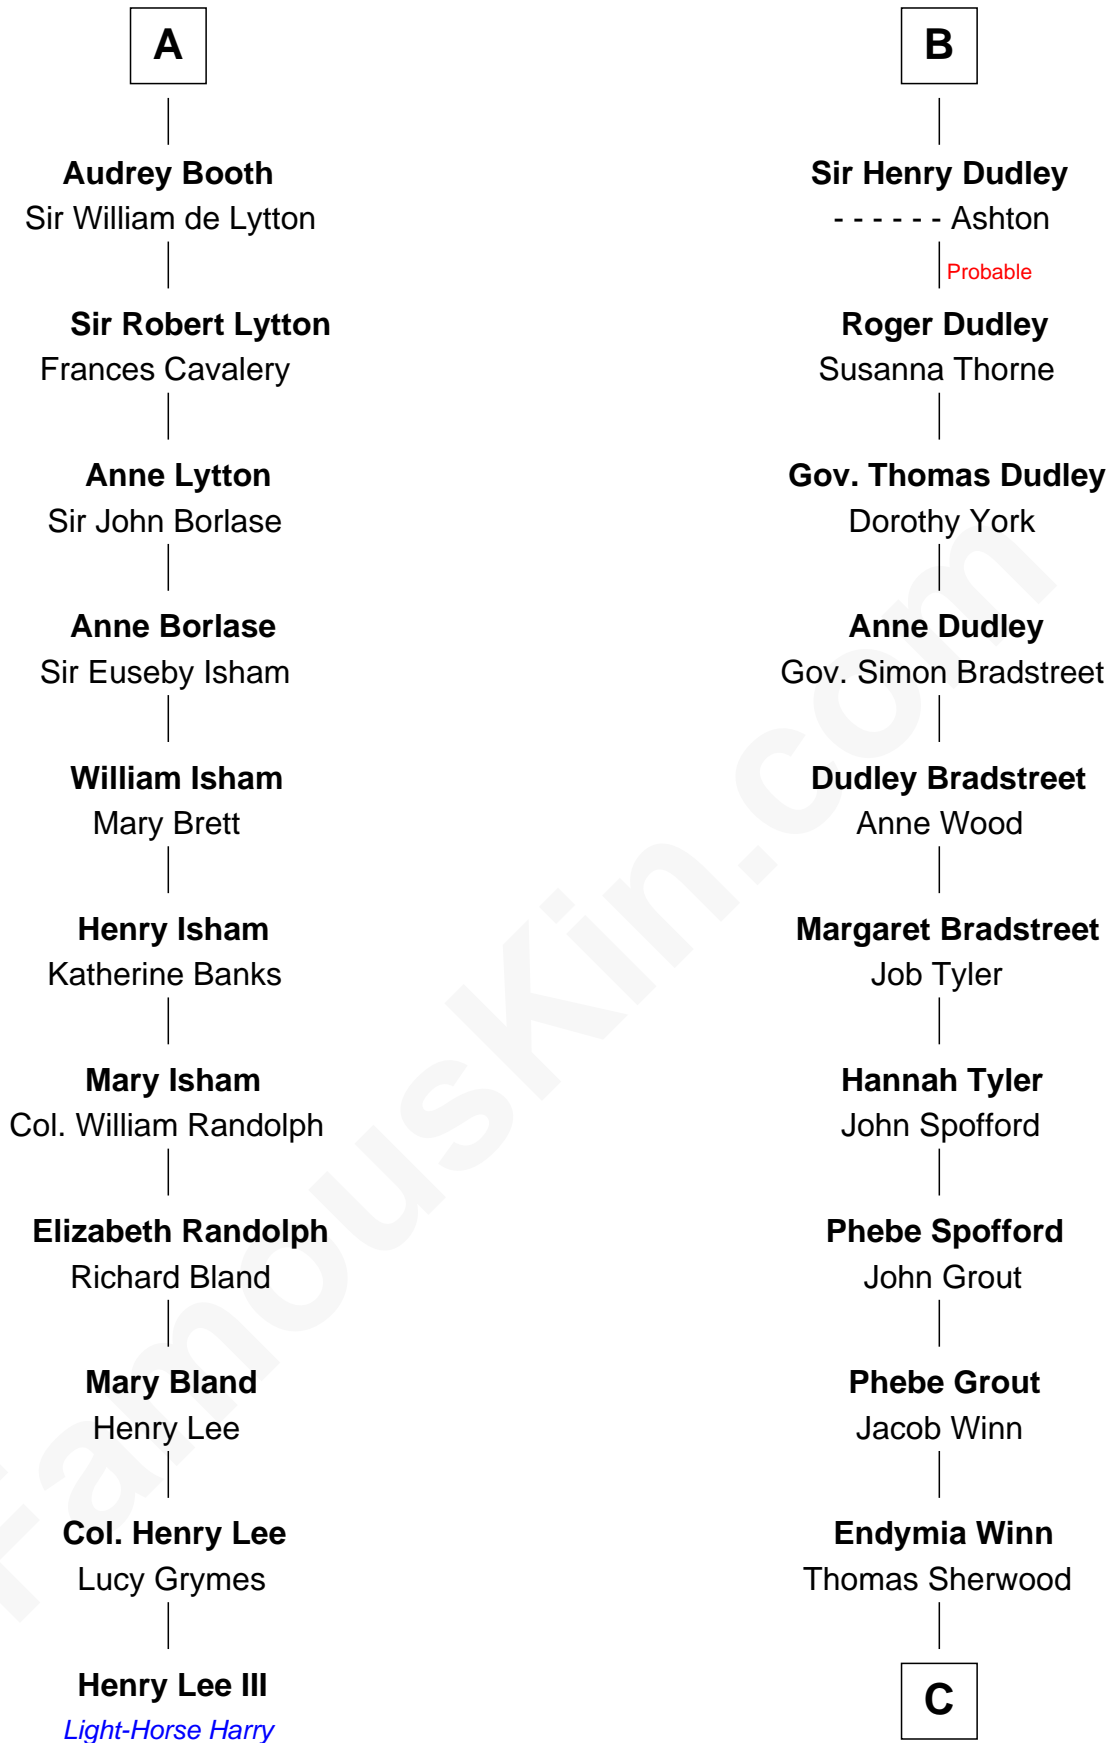 A
Audrey Booth
Sir William de Lytton
Sir Robert Lytton
Frances Cavalery
Anne Lytton
Sir John Borlase
Anne Borlase
Sir Euseby Isham
William Isham
Mary Brett
Henry Isham
Katherine Banks
Mary Isham
Col. William Randolph
Elizabeth Randolph
Richard Bland
Mary Bland
Henry Lee
Col. Henry Lee
Lucy Grymes
Henry Lee III
Light-Horse Harry
B
Sir Henry Dudley
- - - - - - Ashton
Probable
Roger Dudley
Susanna Thorne
Gov. Thomas Dudley
Dorothy York
Anne Dudley
Gov. Simon Bradstreet
Dudley Bradstreet
Anne Wood
Margaret Bradstreet
Job Tyler
Hannah Tyler
John Spofford
Phebe Spofford
John Grout
Phebe Grout
Jacob Winn
Endymia Winn
Thomas Sherwood
C
FamousKin.com